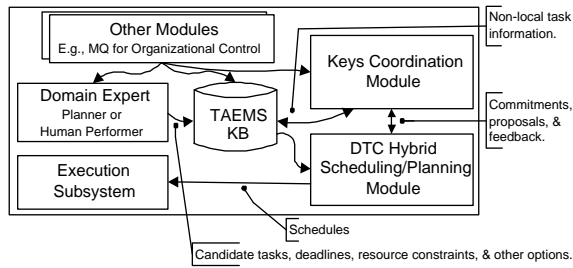 Other Modules
E.g., MQ for Organizational Control
Non-local task
information.
Keys Coordination
Module
Domain Expert
Planner or
Human Performer
TAEMS
KB
Commitments,
proposals, &
feedback.
DTC Hybrid
Scheduling/Planning
Module
Execution
Subsystem
Schedules
Candidate tasks, deadlines, resource constraints, & other options.